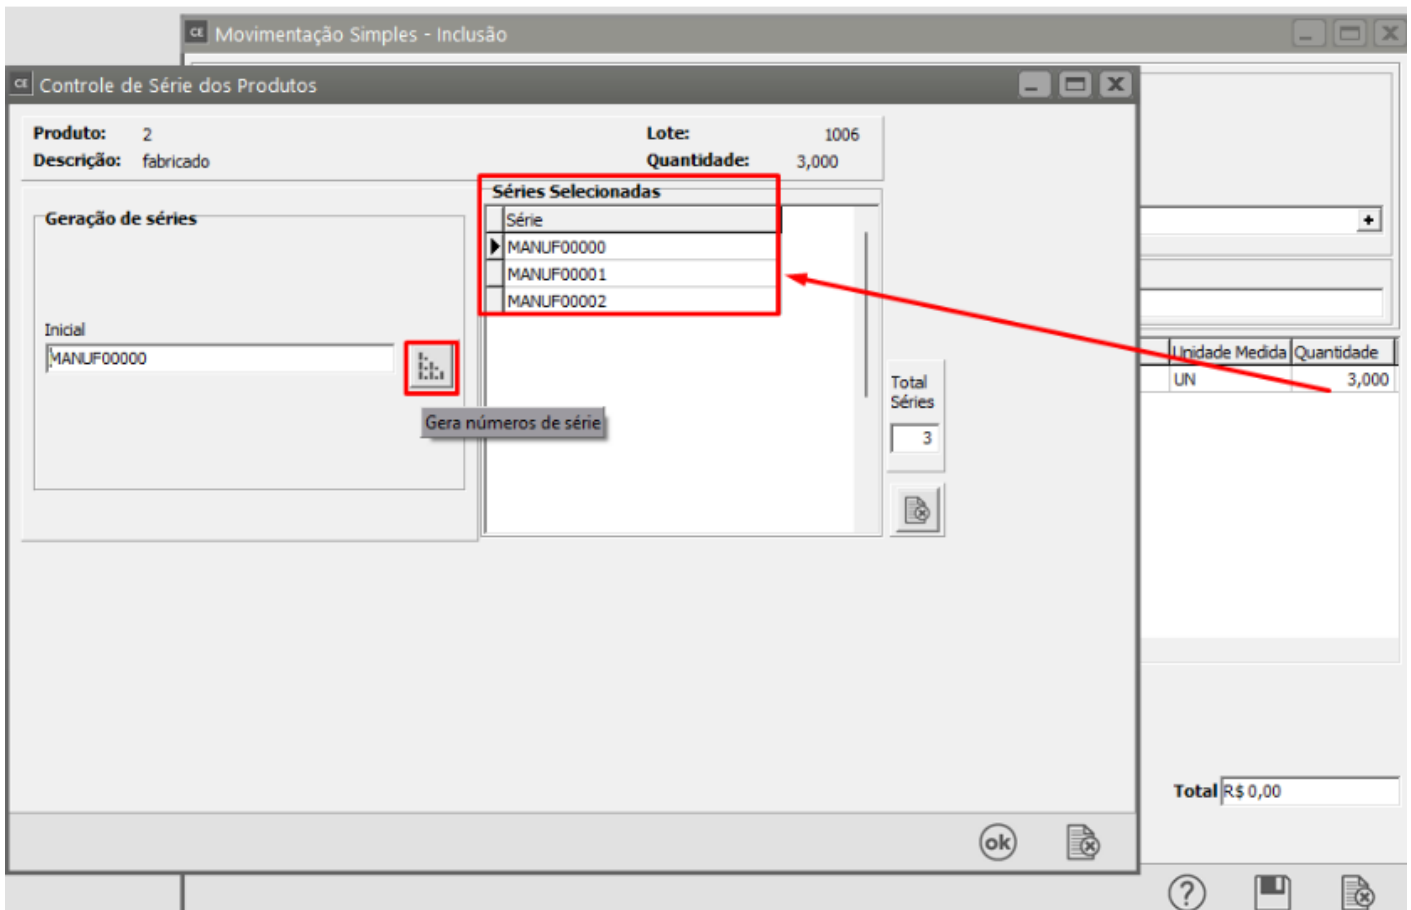 CE Movimentação Simples - Inclusão
CE Controle de Série dos Produtos
Produto: 2
Lote: 1006
Descrição: fabricado
Quantidade: 3,000
Séries Selecionadas
Geração de séries
Série
MANUF00000
MANUF00001
MANUF00002
Inicial
MANUF00000
Gera números de série
Total
Séries
3
Unidade Medida Quantidade
UN 3,000
Total R$ 0,00
ok
?